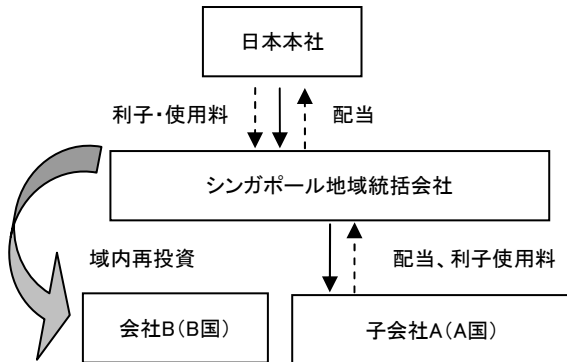 日本本社
利子・使用料
配当
シンガポール地域統括会社
域内再投資
配当、利子使用料
会社B(B国)
子会社A(A国)